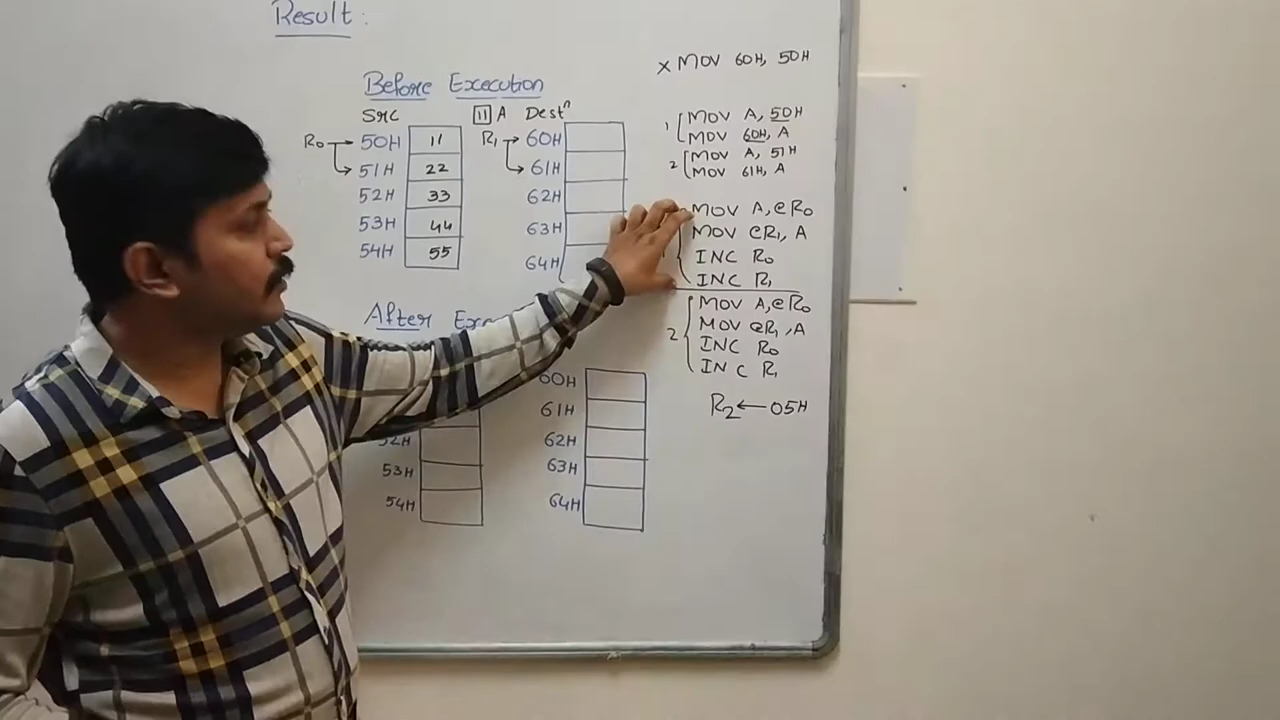 Result:
Before Execution
Src
11 A Destⁿ
R0 → 50H 11
51H 22
52H 33
53H 44
54H 55
R1 → 60H
61H
62H
63H
64H
After
60H
61H
52H 62H
53H 63H
54H 64H
x MOV 60H, 50H
1 MOV A, 50H
MOV 60H, A
2 MOV A, 51H
MOV 61H, A
MOV A, @R0
MOV @R1, A
INC R0
INC R1
2 MOV A, @R0
MOV @R1, A
INC R0
INC R1
R2 ← 05H